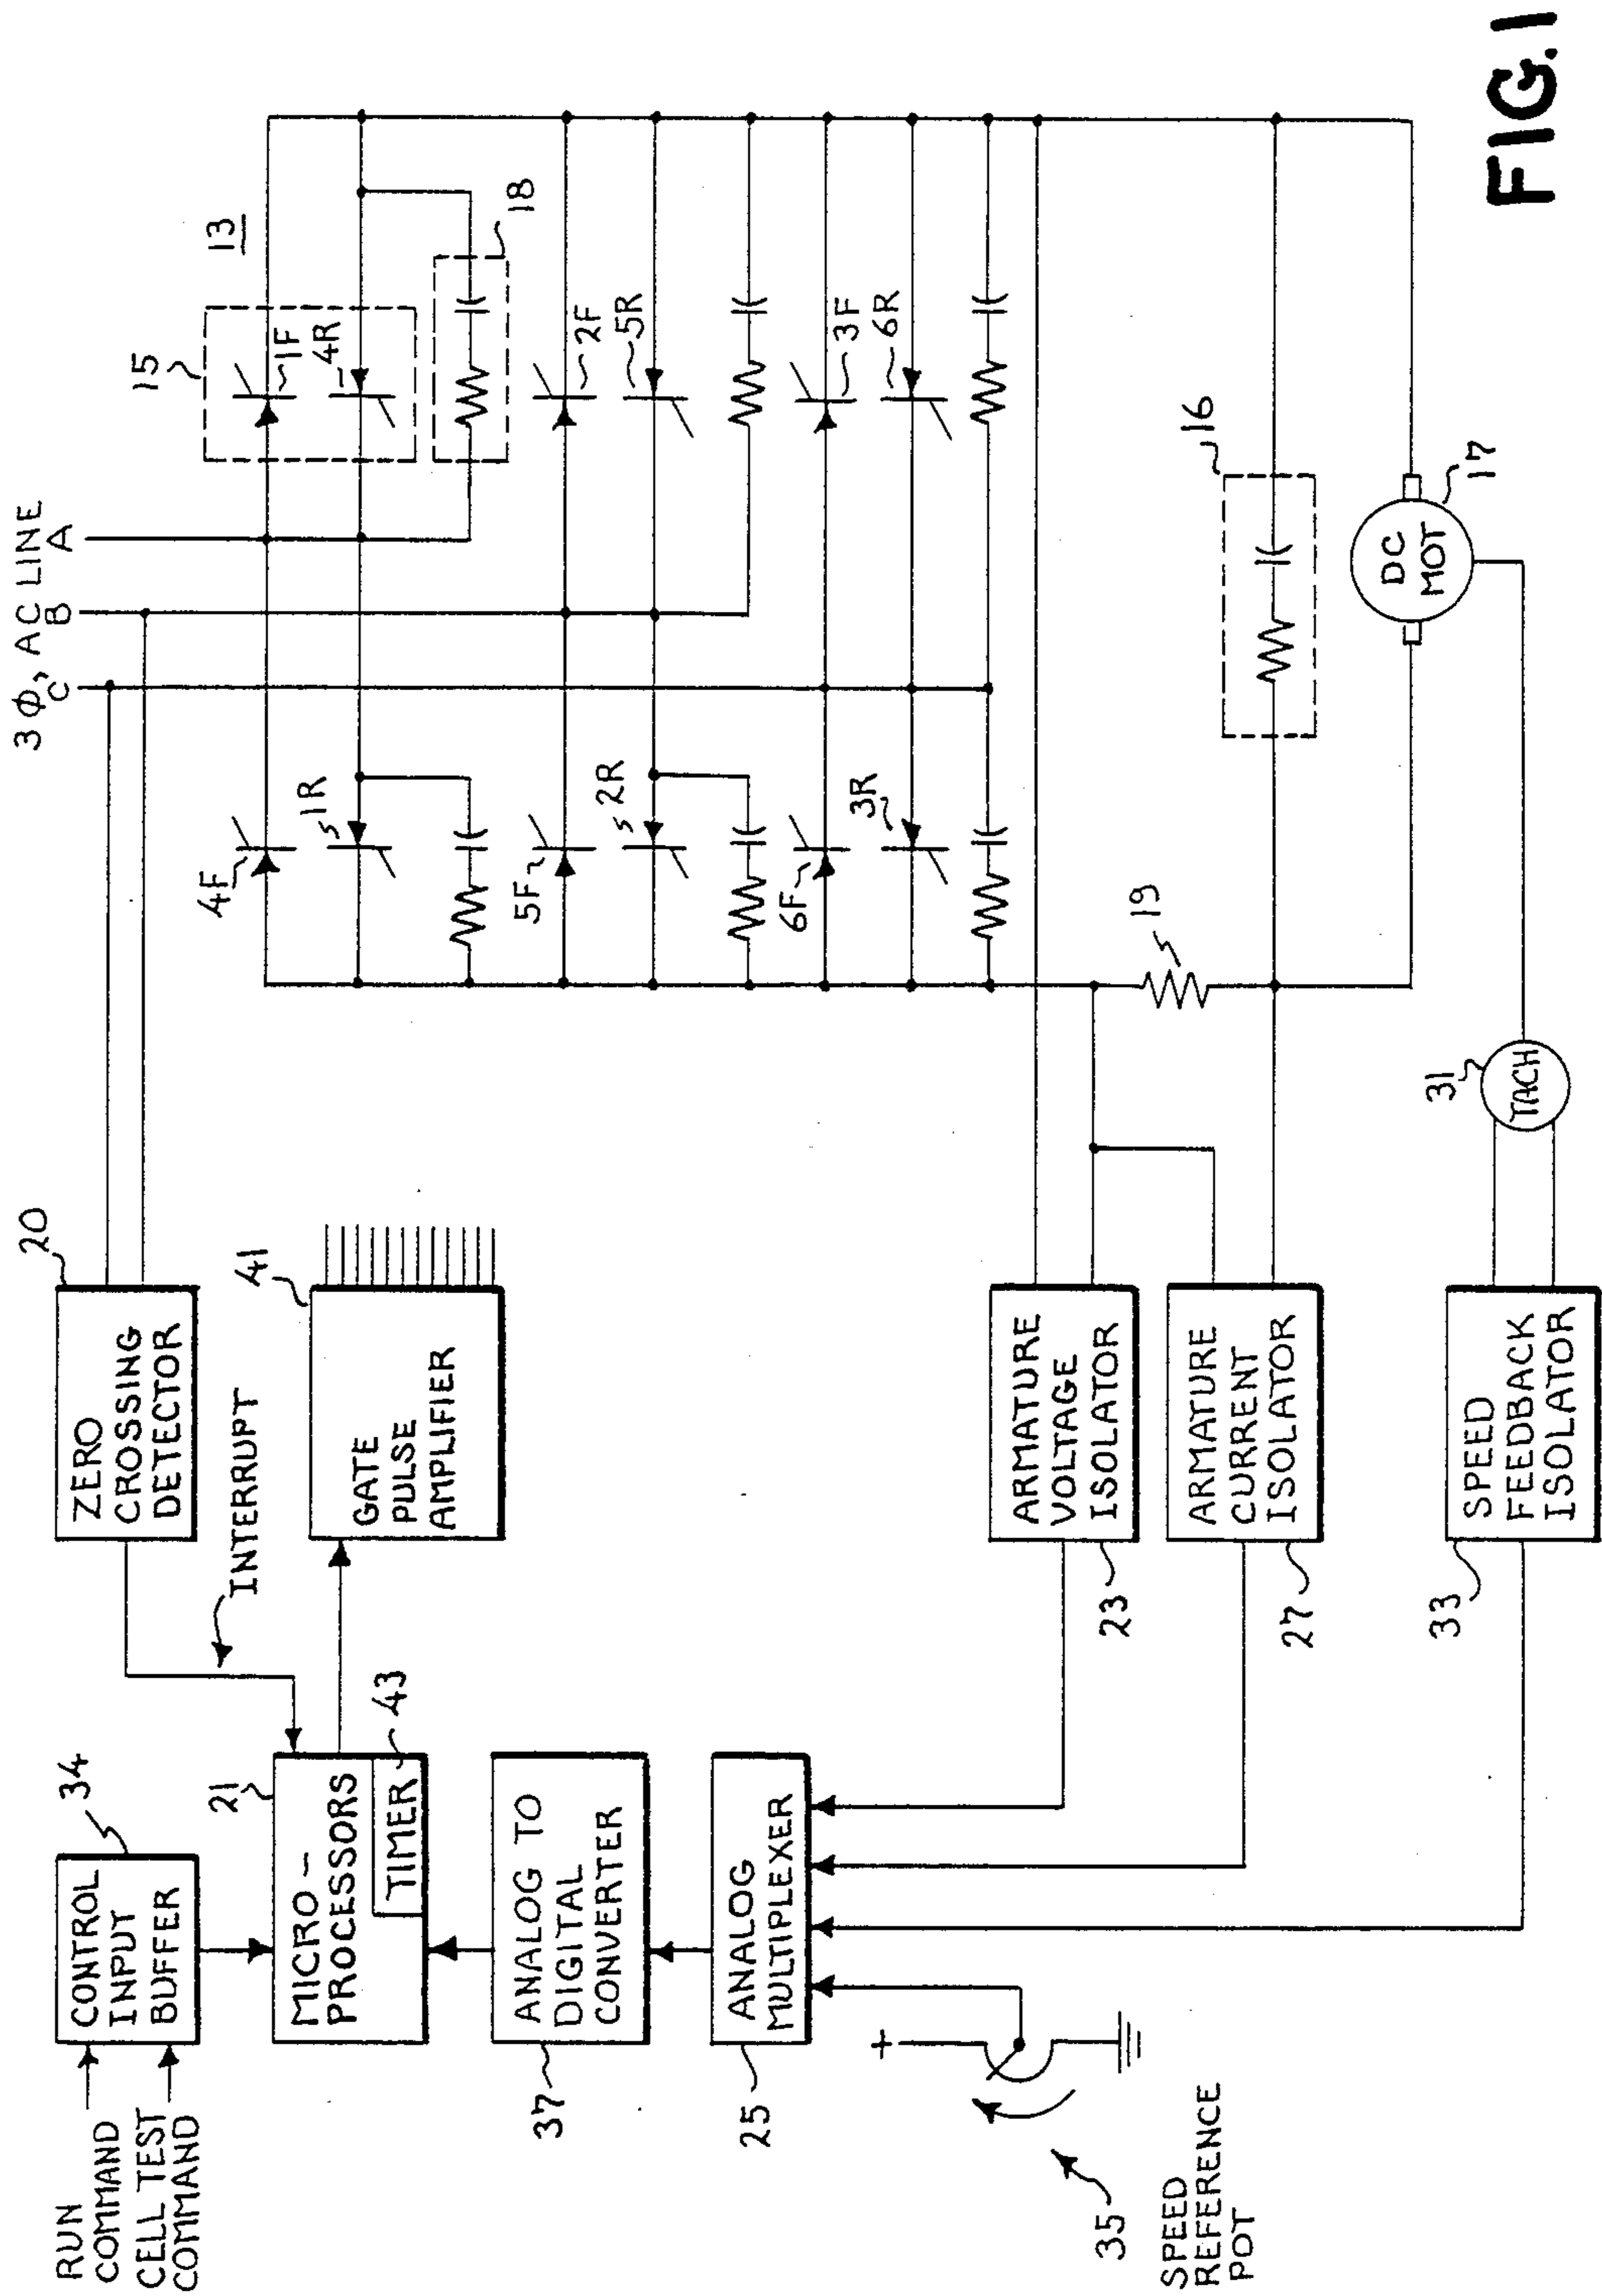 RUN
COMMAND
CELL TEST
COMMAND
CONTROL
INPUT
BUFFER
34
21
MICRO-
PROCESSORS
TIMER
43
INTERRUPT
ZERO
CROSSING
DETECTOR
20
GATE
PULSE
AMPLIFIER
41
37
ANALOG TO
DIGITAL
CONVERTER
25
ANALOG
MULTIPLEXER
+
35
SPEED
REFERENCE
POT
ARMATURE
VOLTAGE
ISOLATOR
23
ARMATURE
CURRENT
ISOLATOR
27
SPEED
FEEDBACK
ISOLATOR
33
TACH
31
3Φ, AC LINE
C B A
4F
1R
5F
2R
6F
3R
19
15
13
1F
4R
18
2F
5R
3F
6R
16
DC
MOT
17
FIG.1